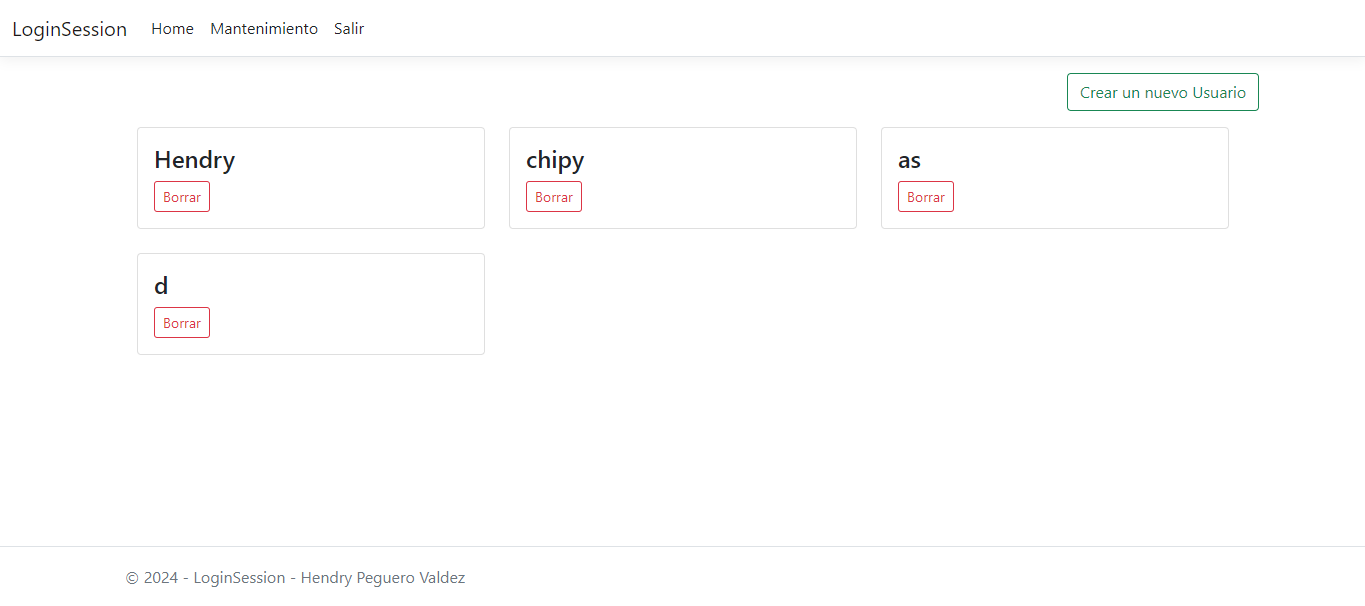 LoginSession Home Mantenimiento Salir
Crear un nuevo Usuario
Hendry
Borrar
chipy
Borrar
as
Borrar
d
Borrar
© 2024 - LoginSession - Hendry Peguero Valdez